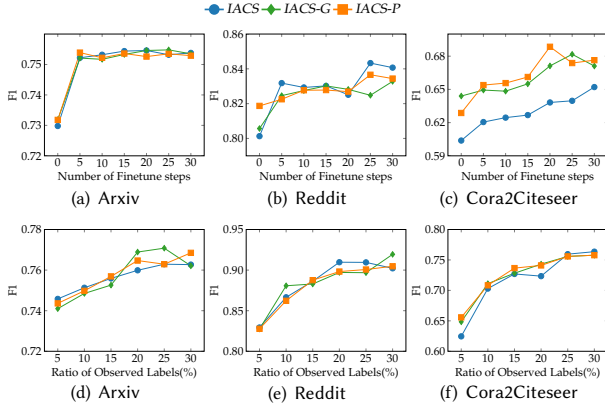 IACS IACS-G IACS-P
F1 0.75 0.74 0.73 0.72
0 5 10 15 20 25 30
Number of Finetune steps
(a) Arxiv
F1 0.86 0.84 0.82 0.80
0 5 10 15 20 25 30
Number of Finetune steps
(b) Reddit
F1 0.68 0.65 0.62 0.59
0 5 10 15 20 25 30
Number of Finetune steps
(c) Cora2Citeseer
F1 0.78 0.76 0.74 0.72
5 10 15 20 25 30
Ratio of Observed Labels(%)
(d) Arxiv
F1 0.95 0.90 0.85 0.80
5 10 15 20 25 30
Ratio of Observed Labels(%)
(e) Reddit
F1 0.80 0.75 0.70 0.65 0.60
5 10 15 20 25 30
Ratio of Observed Labels(%)
(f) Cora2Citeseer